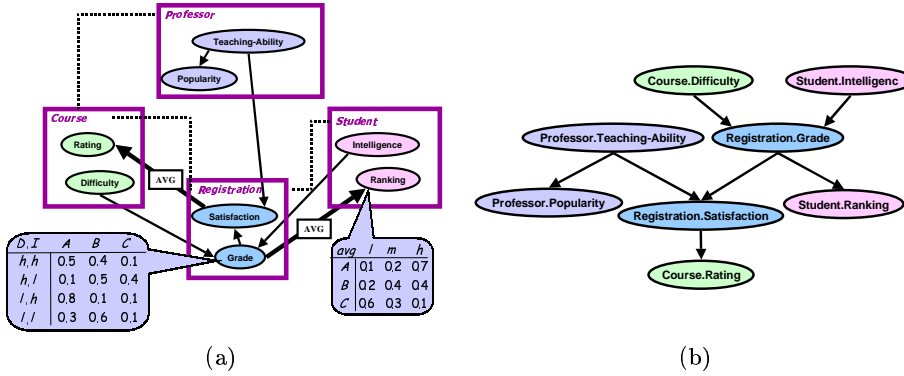 Professor
Teaching-Ability
Popularity
Course
Rating
Difficulty
AVG
Registration
Satisfaction
Grade
Student
Intelligence
Ranking
AVG
D,I A B C
h,h 0.5 0.4 0.1
h,l 0.1 0.5 0.4
l,h 0.8 0.1 0.1
l,l 0.3 0.6 0.1
avg l m h
A 0.1 0.2 0.7
B 0.2 0.4 0.4
C 0.6 0.3 0.1
(a)
Course.Difficulty
Student.Intelligenc
Professor.Teaching-Ability
Registration.Grade
Professor.Popularity
Registration.Satisfaction
Student.Ranking
Course.Rating
(b)